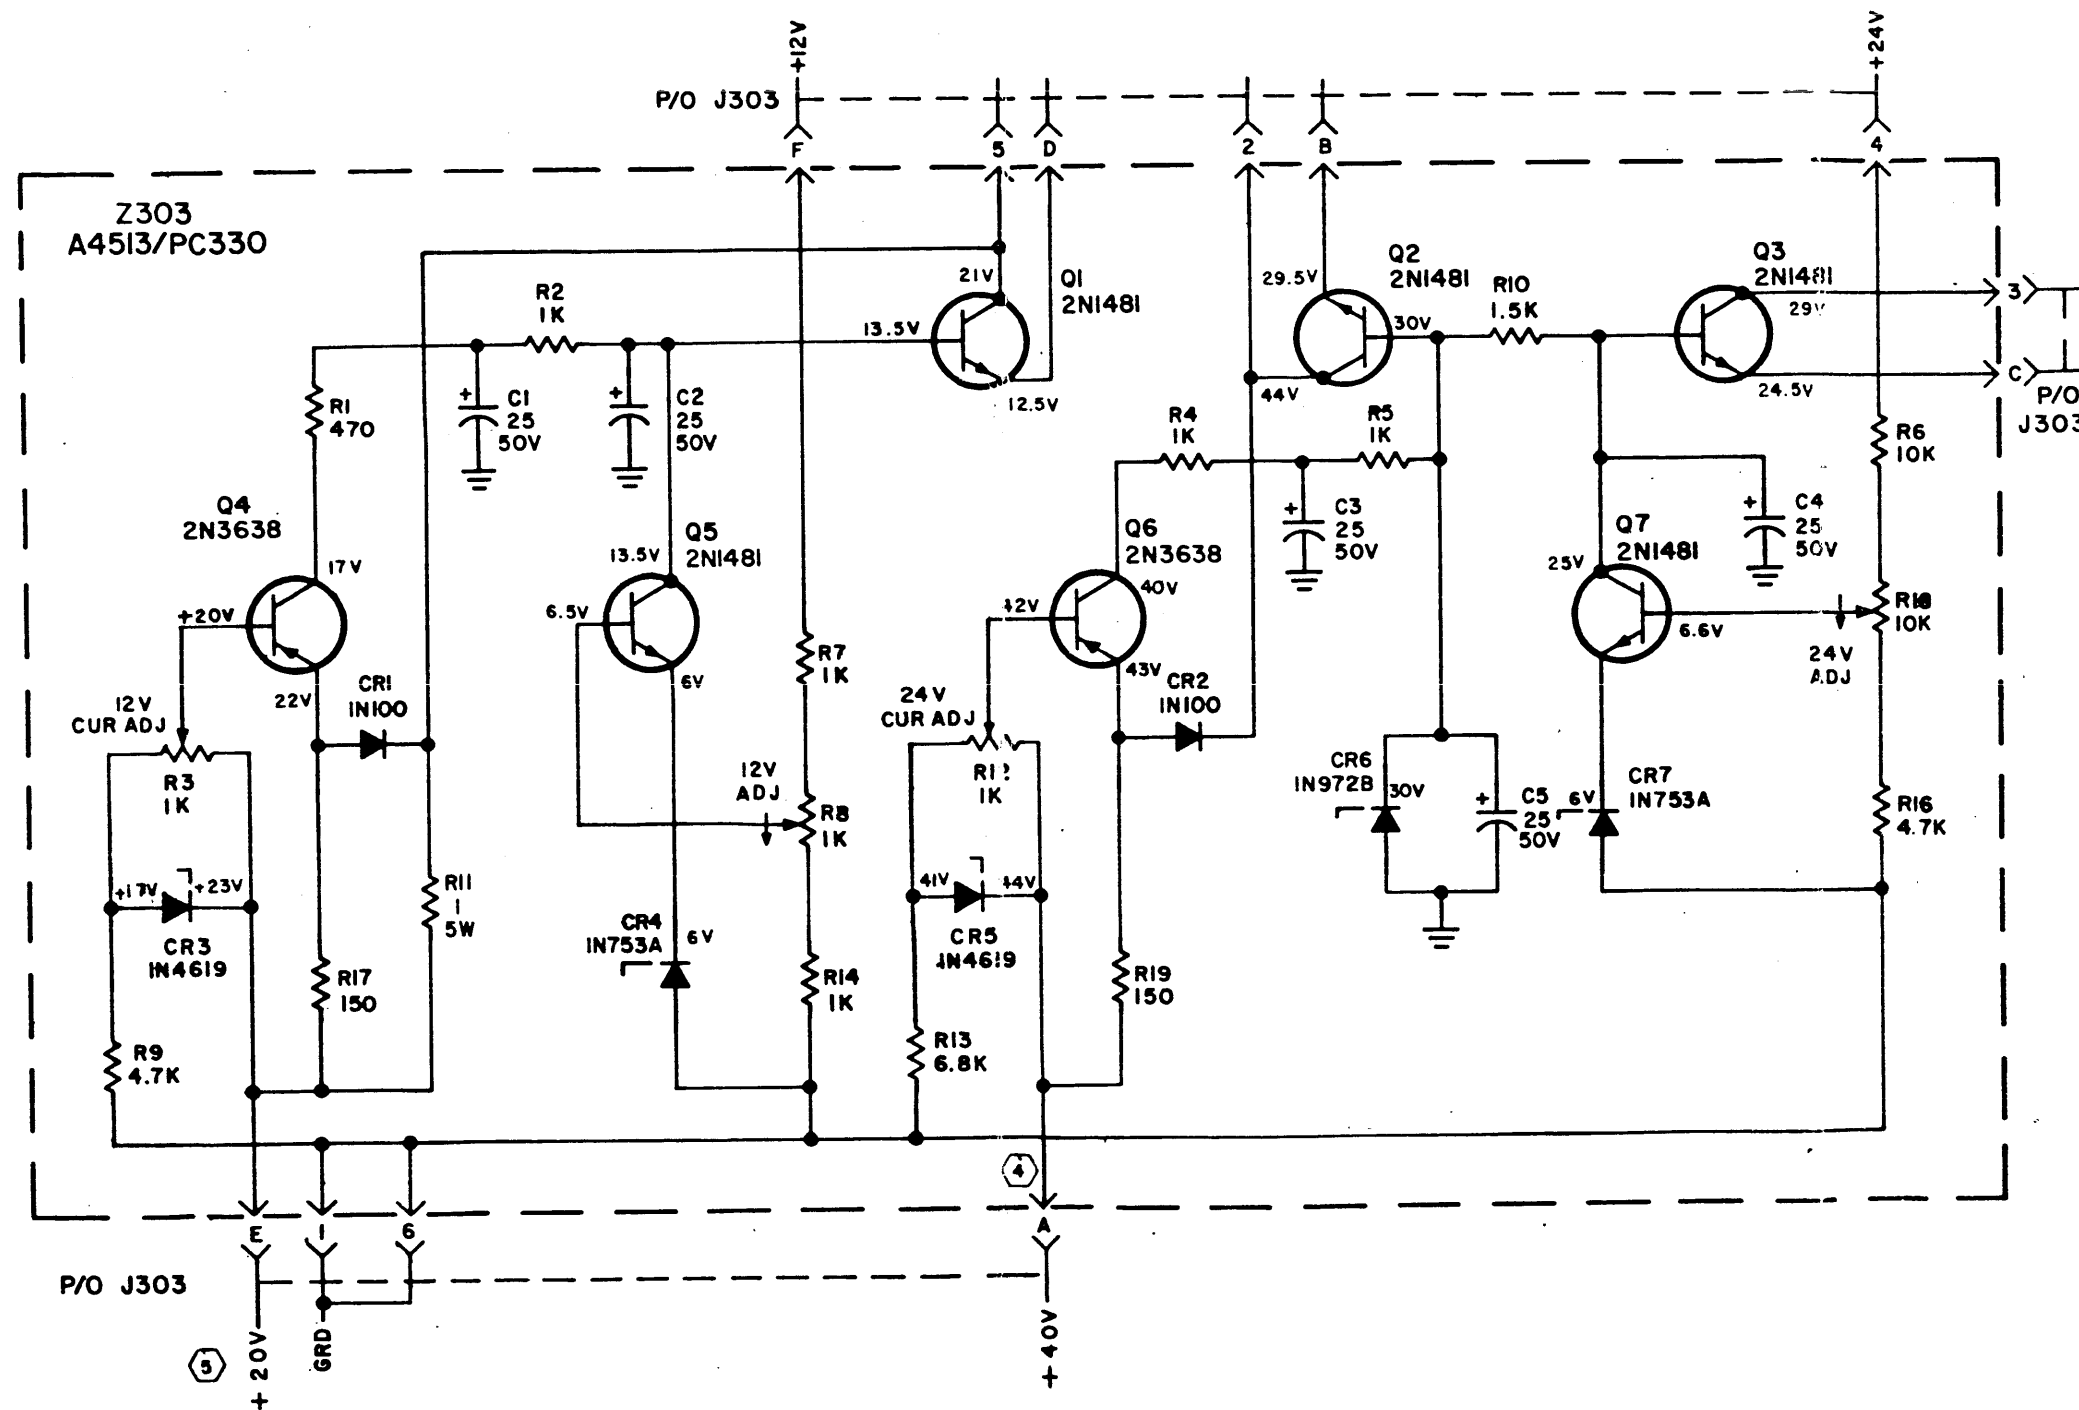 +12V
+24V
P/O J303
F
5
D
2
B
4
Z303
A4513/PC330
Q1
2N1481
21V
13.5V
12.5V
Q2
2N1481
29.5V
30V
44V
R10
1.5K
Q3
2N1481
29V
24.5V
3
C
P/O
J303
R2
1K
R1
470
+
C1
25
50V
+
C2
25
50V
R4
1K
R5
1K
R6
10K
Q4
2N3638
17V
+20V
22V
Q5
2N1481
13.5V
6.5V
6V
+
C3
25
50V
Q6
2N3638
40V
42V
43V
Q7
2N1481
25V
6.6V
+
C4
25
50V
10K
24V
ADJ
R7
1K
12V
CUR ADJ
R3
1K
CR1
IN100
24V
CUR ADJ
1K
CR2
IN100
12V
ADJ
R8
1K
CR6
IN972B
30V
+
C5
25
50V
6V
CR7
IN753A
R16
4.7K
+17V
+23V
CR3
IN4619
R11
1
5W
41V
44V
CR5
IN4619
CR4
IN753A
6V
R17
150
R14
1K
R19
150
R9
4.7K
R13
6.8K
4
E
1
6
A
P/O J303
5
+20V
GRD
+40V